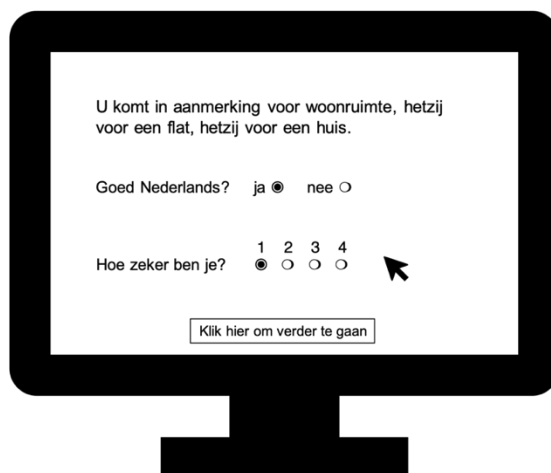 U komt in aanmerking voor woonruimte, hetzij
voor een flat, hetzij voor een huis.
Goed Nederlands? ja nee
1 2 3 4
Hoe zeker ben je?
Klik hier om verder te gaan